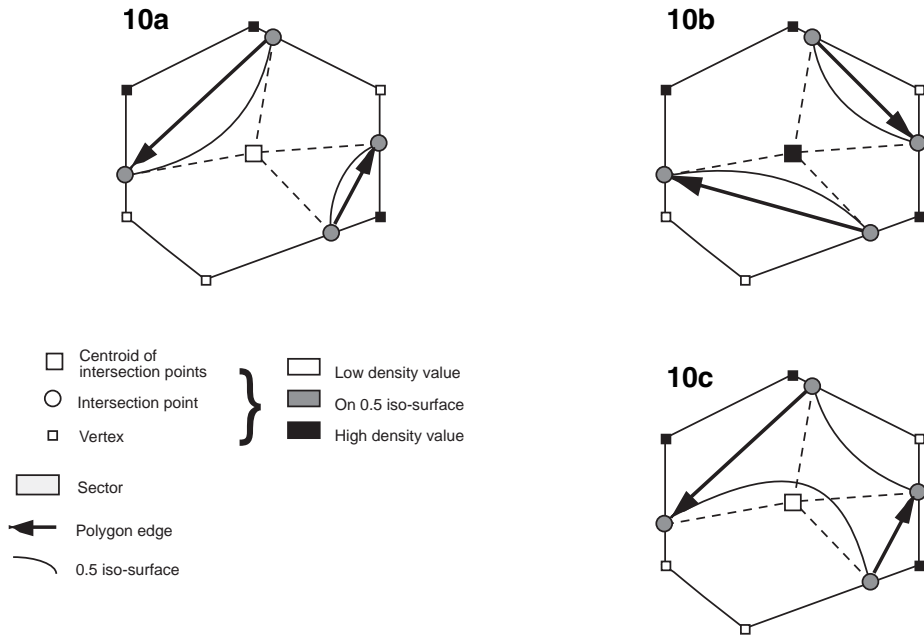 10a
10b
Centroid of
intersection points
Intersection point
Vertex
}
Low density value
On 0.5 iso-surface
High density value
10c
Sector
Polygon edge
0.5 iso-surface